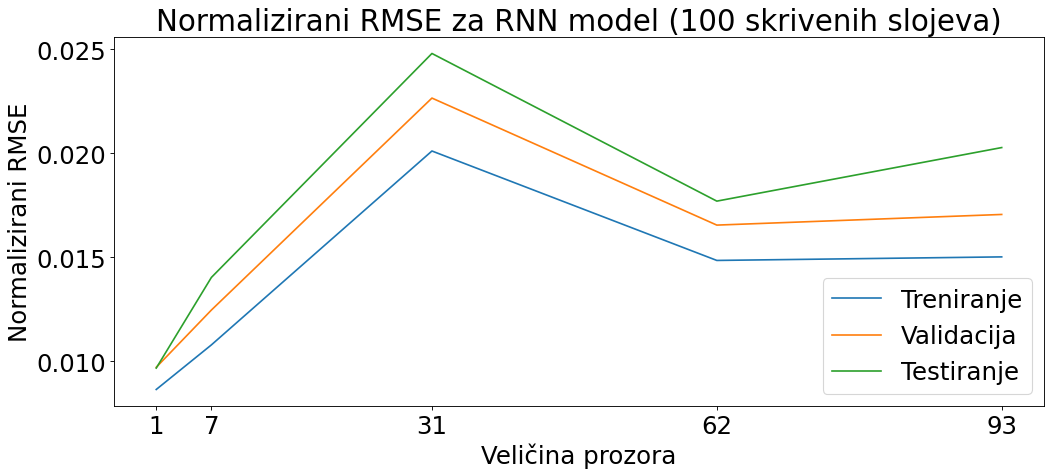 Normalizirani RMSE za RNN model (100 skrivenih slojeva)
Normalizirani RMSE
0.025
0.020
0.015
0.010
Treniranje
Validacija
Testiranje
1 7 31 62 93
Veličina prozora